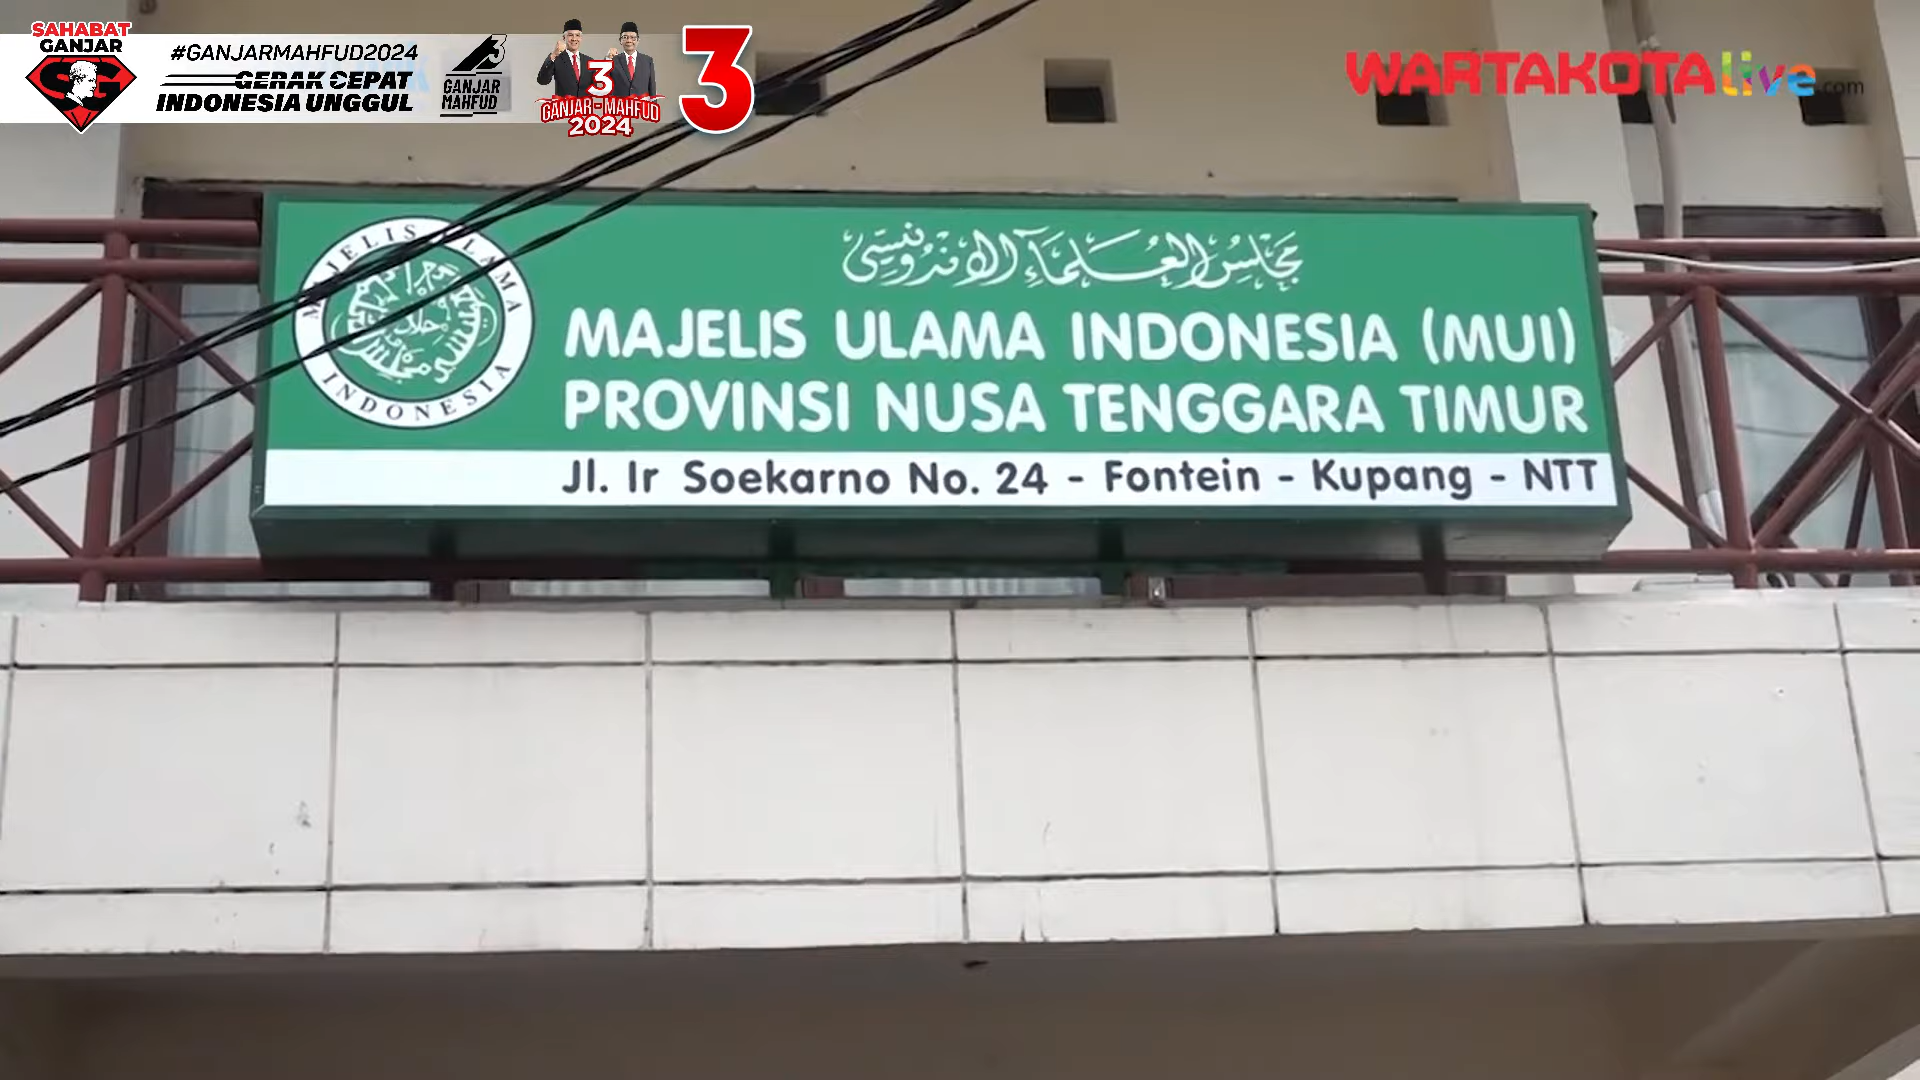 SAHABAT
GANJAR
SG
#GANJARMAHFUD2024
GERAK CEPAT
INDONESIA UNGGUL
3
GANJAR
MAHFUD
3
GANJAR - MAHFUD
2024
3
WARTAKOTAlive.com
MAJELIS ULAMA
INDONESIA
مجلس العلماء الاندونيسي
MAJELIS ULAMA INDONESIA (MUI)
PROVINSI NUSA TENGGARA TIMUR
Jl. Ir Soekarno No. 24 - Fontein - Kupang - NTT